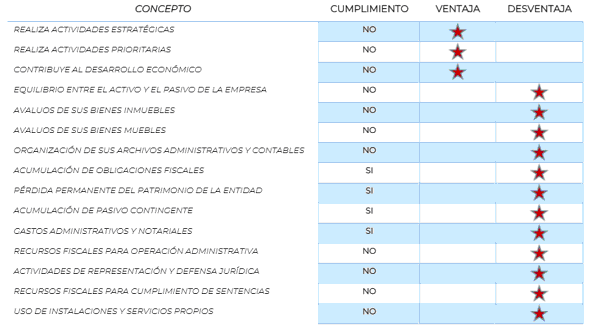 CONCEPTO CUMPLIMIENTO VENTAJA DESVENTAJA
REALIZA ACTIVIDADES ESTRATÉGICAS NO
REALIZA ACTIVIDADES PRIORITARIAS NO
CONTRIBUYE AL DESARROLLO ECONÓMICO NO
EQUILIBRIO ENTRE EL ACTIVO Y EL PASIVO DE LA EMPRESA NO
AVALUOS DE SUS BIENES INMUEBLES NO
AVALUOS DE SUS BIENES MUEBLES NO
ORGANIZACIÓN DE SUS ARCHIVOS ADMINISTRATIVOS Y CONTABLES NO
ACUMULACIÓN DE OBLIGACIONES FISCALES SI
PÉRDIDA PERMANENTE DEL PATRIMONIO DE LA ENTIDAD SI
ACUMULACIÓN DE PASIVO CONTINGENTE SI
GASTOS ADMINISTRATIVOS Y NOTARIALES SI
RECURSOS FISCALES PARA OPERACIÓN ADMINISTRATIVA NO
ACTIVIDADES DE REPRESENTACIÓN Y DEFENSA JURÍDICA NO
RECURSOS FISCALES PARA CUMPLIMIENTO DE SENTENCIAS NO
USO DE INSTALACIONES Y SERVICIOS PROPIOS NO